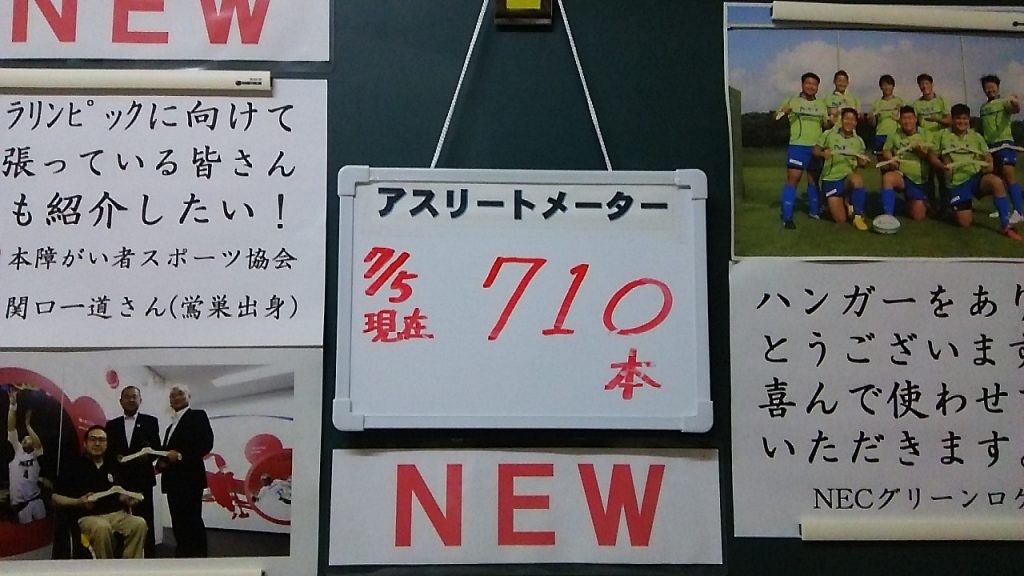 NEW
ラリンピックに向けて
張っている皆さん
も紹介したい！
本障がい者スポーツ協会
関口一道さん(鴬巣出身)
アスリートメーター
7/5
現在
710
本
NEW
ハンガーをあり
とうございます
喜んで使わせ
いただきます。
NECグリーンロケ